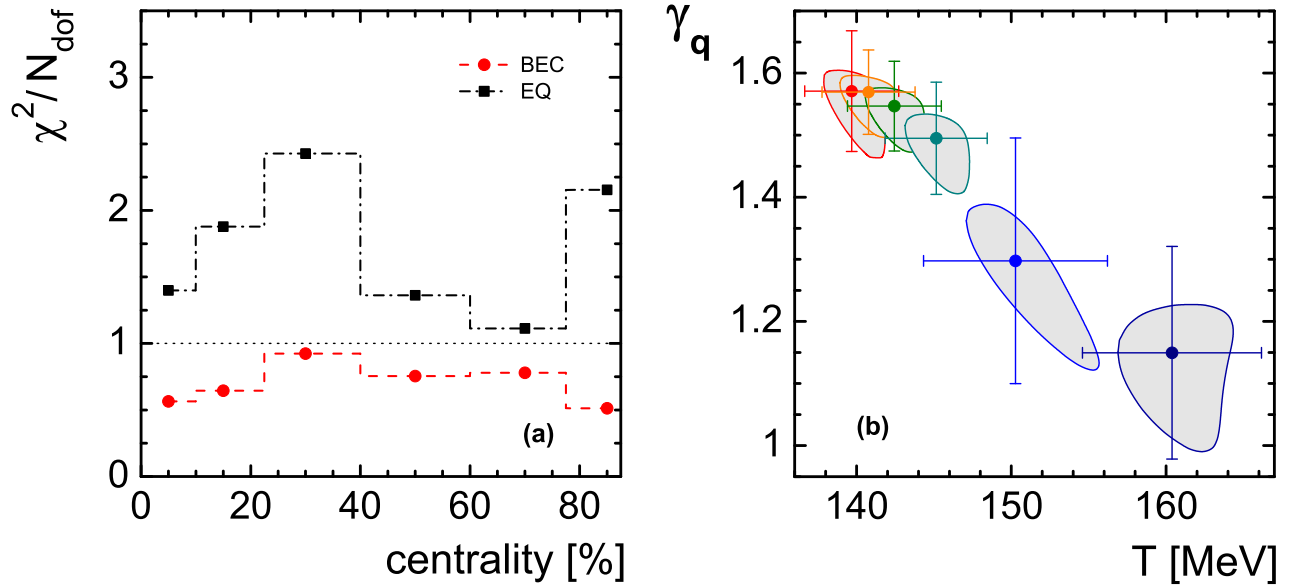 χ²/N_dof
3
2
1
0
BEC
EQ
(a)
0 20 40 60 80
centrality [%]
γ_q
1.6
1.4
1.2
1
(b)
140 150 160
T [MeV]